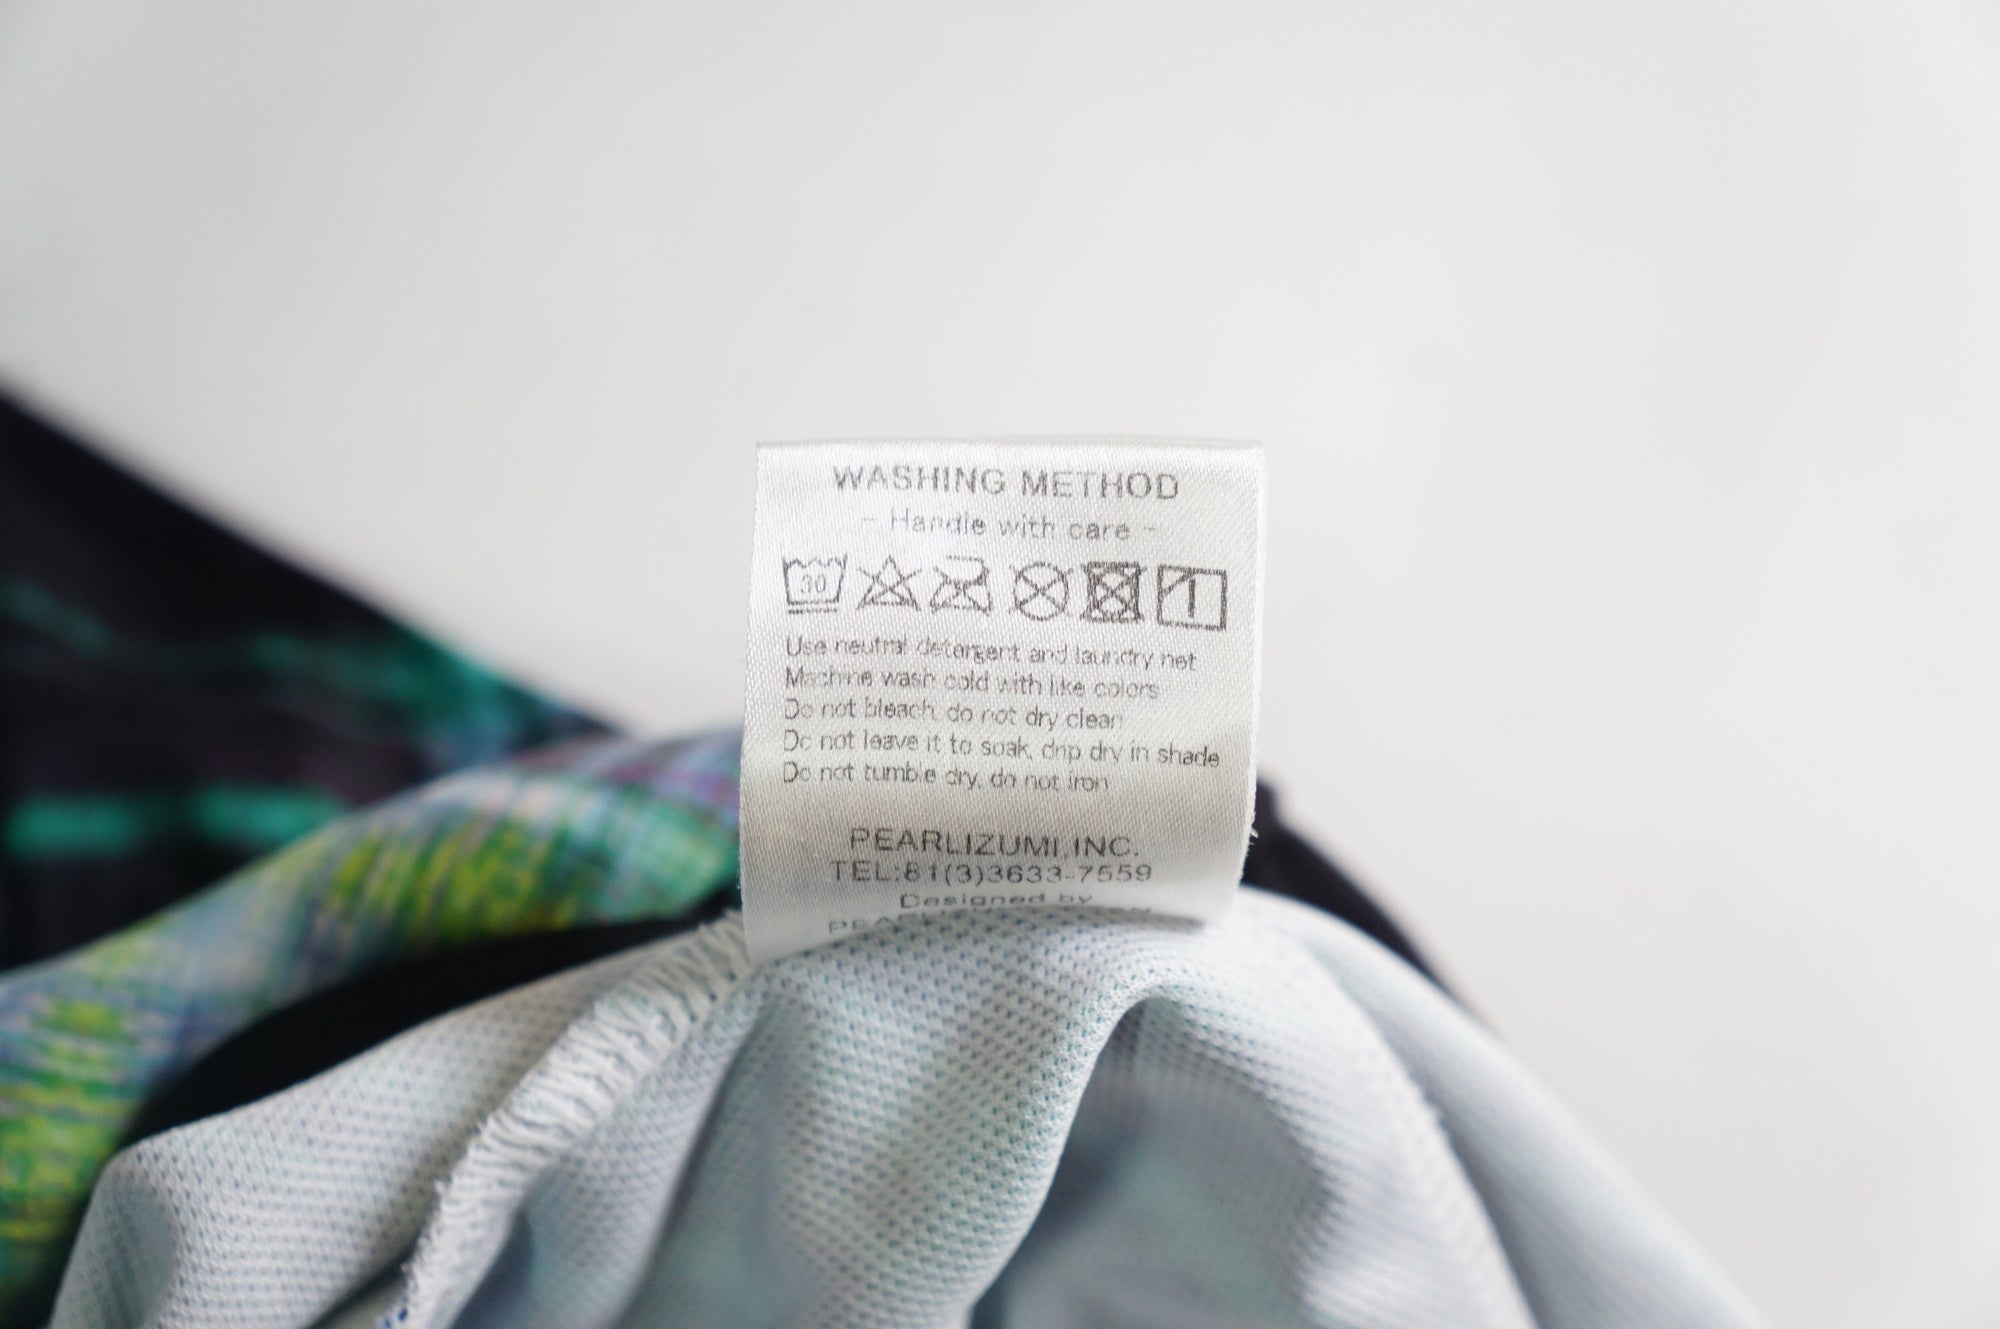 WASHING METHOD
- Handle with care -
30
Use neutral detergent and laundry net
Machine wash cold with like colors
Do not bleach, do not dry clean
Do not leave it to soak, drip dry in shade
Do not tumble dry, do not iron
PEARLIZUMI,INC.
TEL:81(3)3633-7559
Designed by